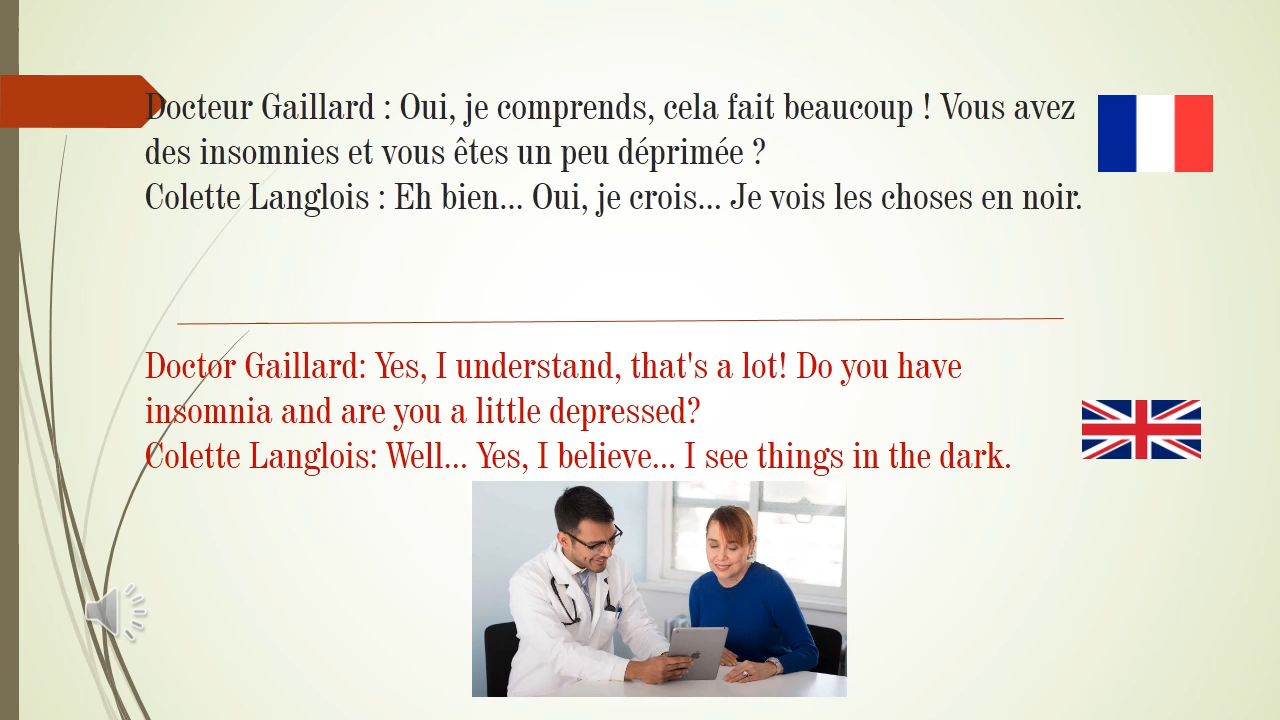 Docteur Gaillard : Oui, je comprends, cela fait beaucoup ! Vous avez
des insomnies et vous êtes un peu déprimée ?
Colette Langlois : Eh bien... Oui, je crois... Je vois les choses en noir.
Doctor Gaillard: Yes, I understand, that's a lot! Do you have
insomnia and are you a little depressed?
Colette Langlois: Well... Yes, I believe... I see things in the dark.